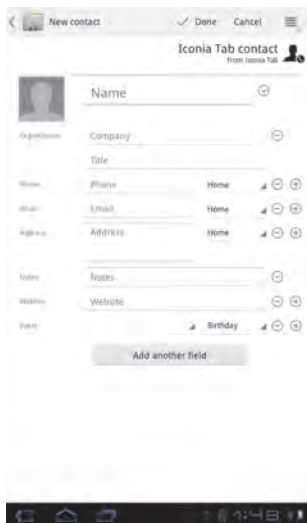 New contact Done Cancel
Iconia Tab contact
From Iconia Tab
Name
Organization Company
Title
Phone Phone Home
Email Email Home
Address Address Home
Notes Notes
Website Website
Event Birthday
Add another field